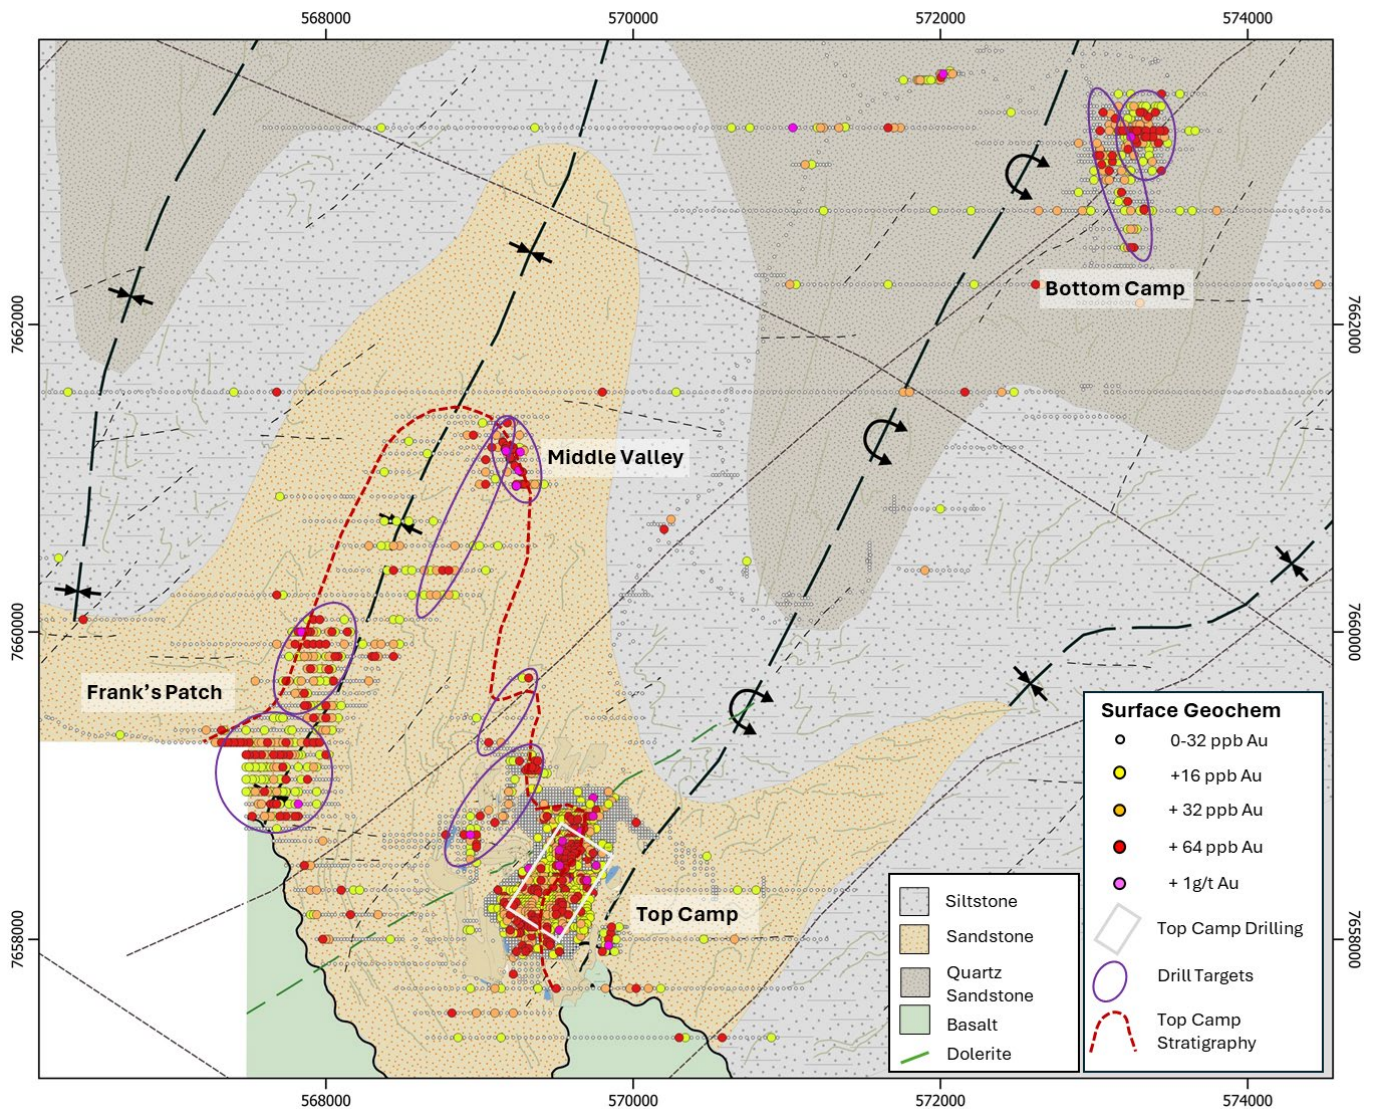 568000
570000
572000
574000
7662000
7662000
Bottom Camp
Middle Valley
7660000
7660000
Frank's Patch
Surface Geochem
0-32 ppb Au
+16 ppb Au
+ 32 ppb Au
+ 64 ppb Au
+ 1g/t Au
Top Camp Drilling
Drill Targets
Top Camp
Stratigraphy
Siltstone
Sandstone
Quartz
Sandstone
Basalt
Dolerite
Top Camp
7658000
7658000
568000
570000
572000
574000